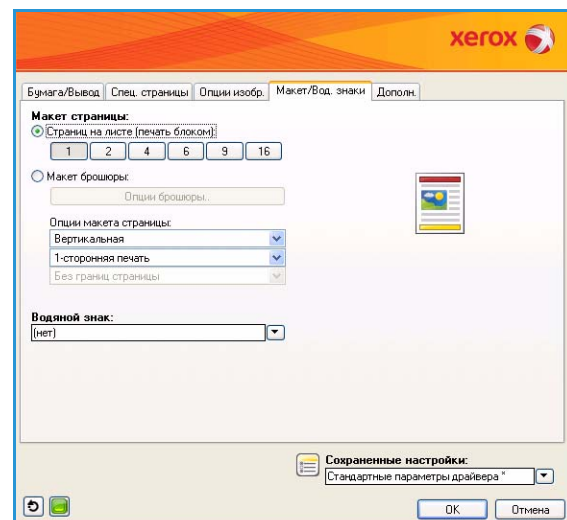 xerox
Бумага/Вывод Спец. страницы Опции изобр. Макет/Вод. знаки Дополн.
Макет страницы:
Страниц на листе (печать блоком):
1 2 4 6 9 16
Макет брошюры:
Опции брошюры..
Опции макета страницы:
Вертикальная
1-сторонняя печать
Без границ страницы
Водяной знак:
(нет)
Сохраненные настройки:
Стандартные параметры драйвера *
OK Отмена